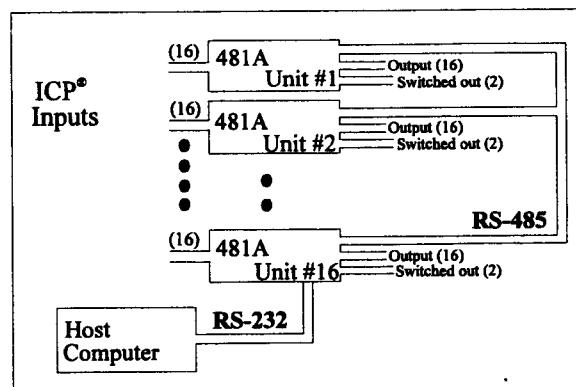 ICP® Inputs
(16)
481A
Unit #1
Output (16)
Switched out (2)
(16)
481A
Unit #2
Output (16)
Switched out (2)
RS-485
(16)
481A
Unit #16
Output (16)
Switched out (2)
RS-232
Host
Computer